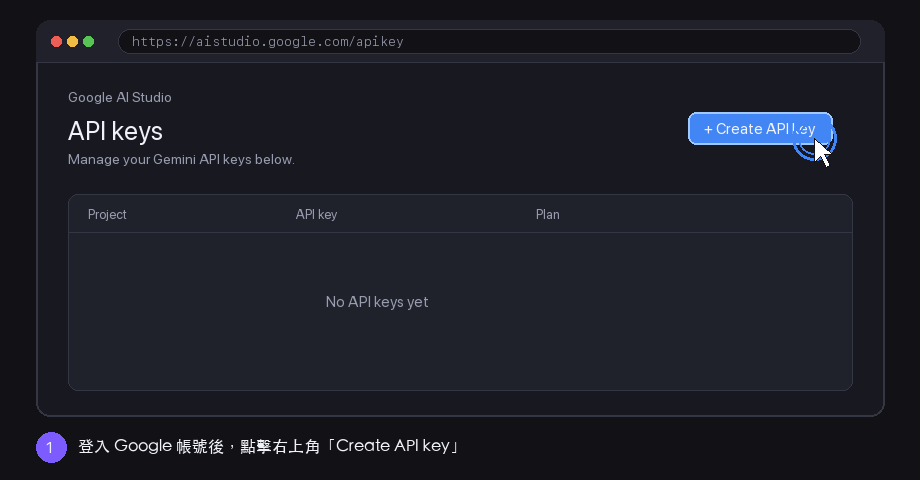 https://aistudio.google.com/apikey
Google AI Studio
API keys
Manage your Gemini API keys below.
+ Create API key
Project API key Plan
No API keys yet
1 登入 Google 帳號後，點擊右上角「Create API key」